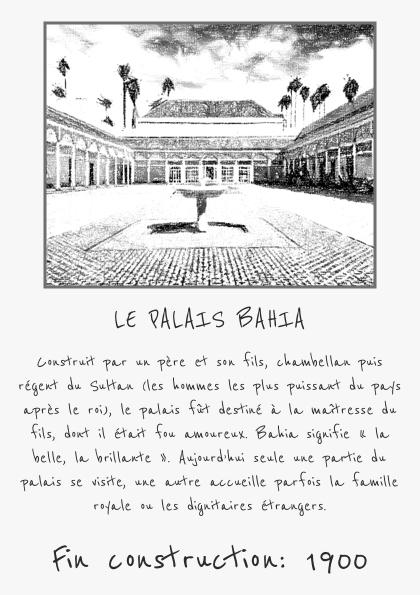 LE PALAIS BAHIA
Construit par un père et son fils, chambellan puis
régent du Sultan (les hommes les plus puissant du pays
après le roi), le palais fût destiné à la maîtresse du
fils, dont il était fou amoureux. Bahia signifie « la
belle, la brillante ». Aujourd'hui seule une partie du
palais se visite, une autre accueille parfois la famille
royale ou les dignitaires étrangers.
Fin construction: 1900